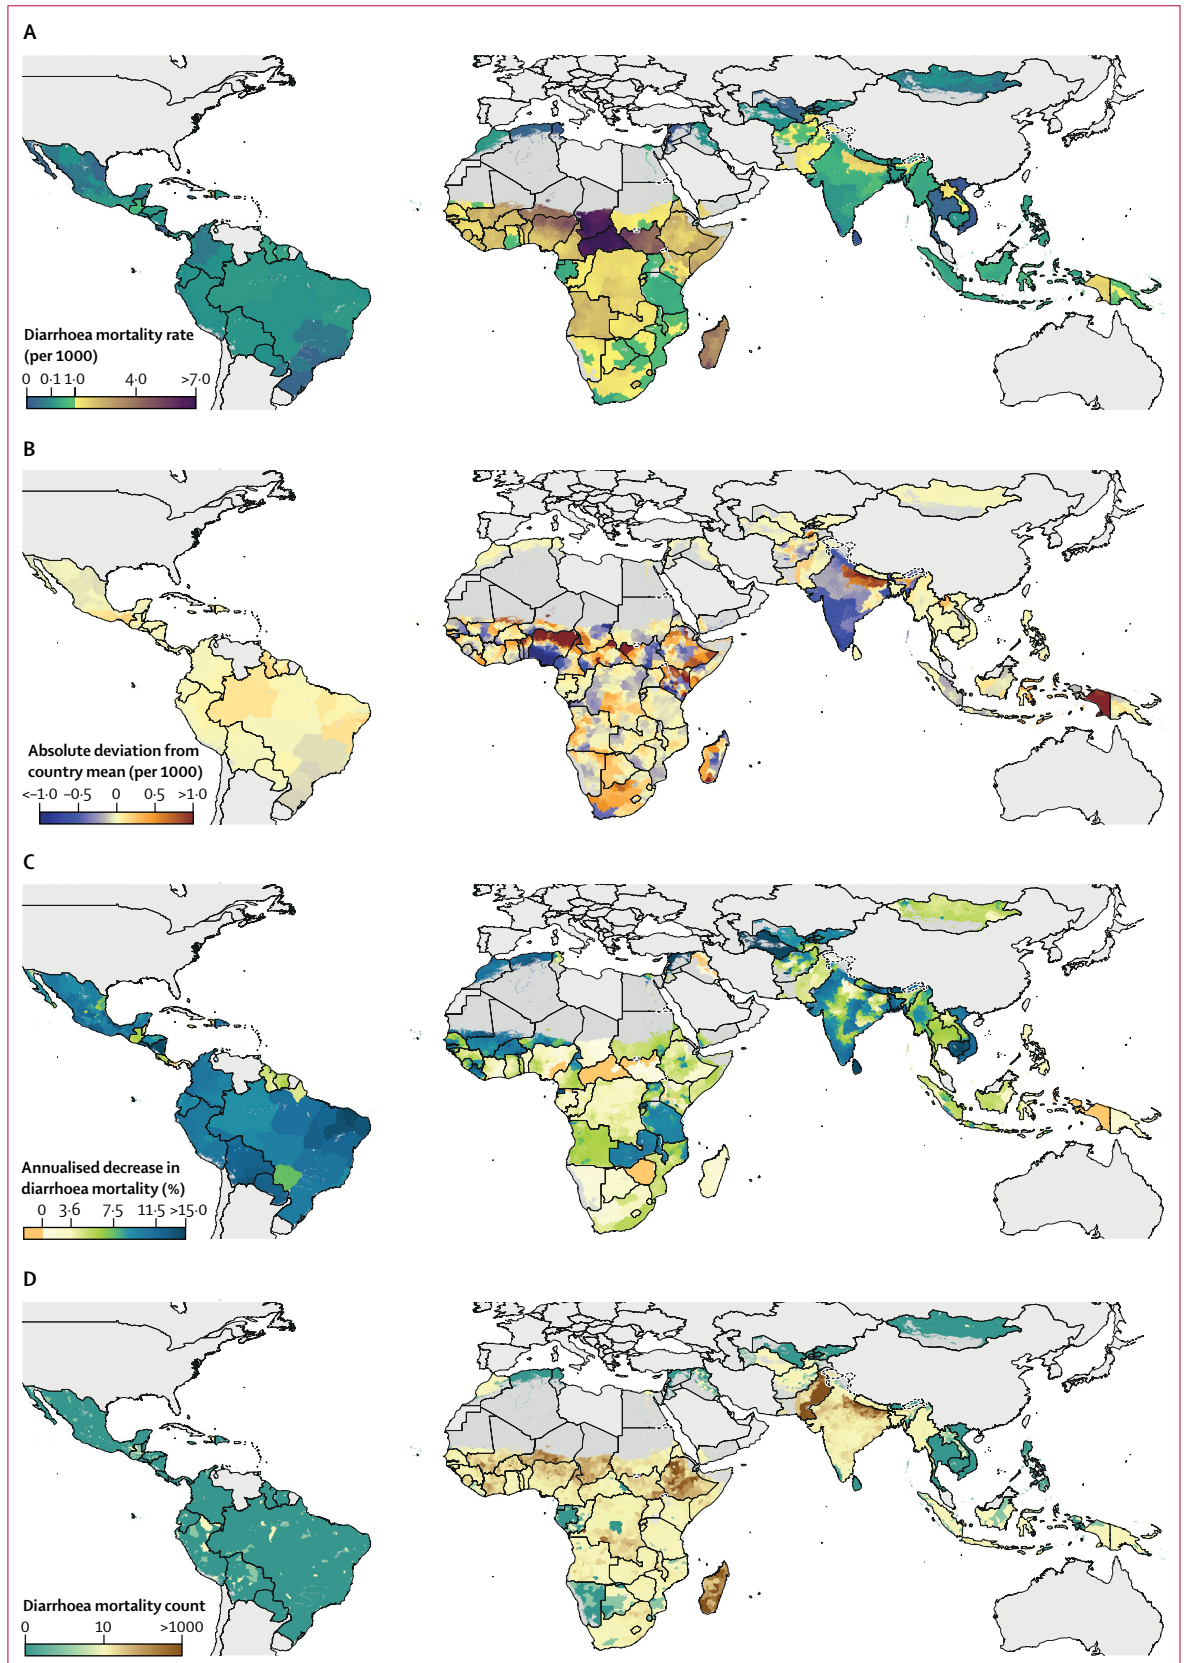 A
Diarrhoea mortality rate
(per 1000)
0 0·1 1·0 4·0 >7·0
B
Absolute deviation from
country mean (per 1000)
<–1·0 –0·5 0 0·5 >1·0
C
Annualised decrease in
diarrhoea mortality (%)
0 3·6 7·5 11·5 >15·0
D
Diarrhoea mortality count
0 10 >1000